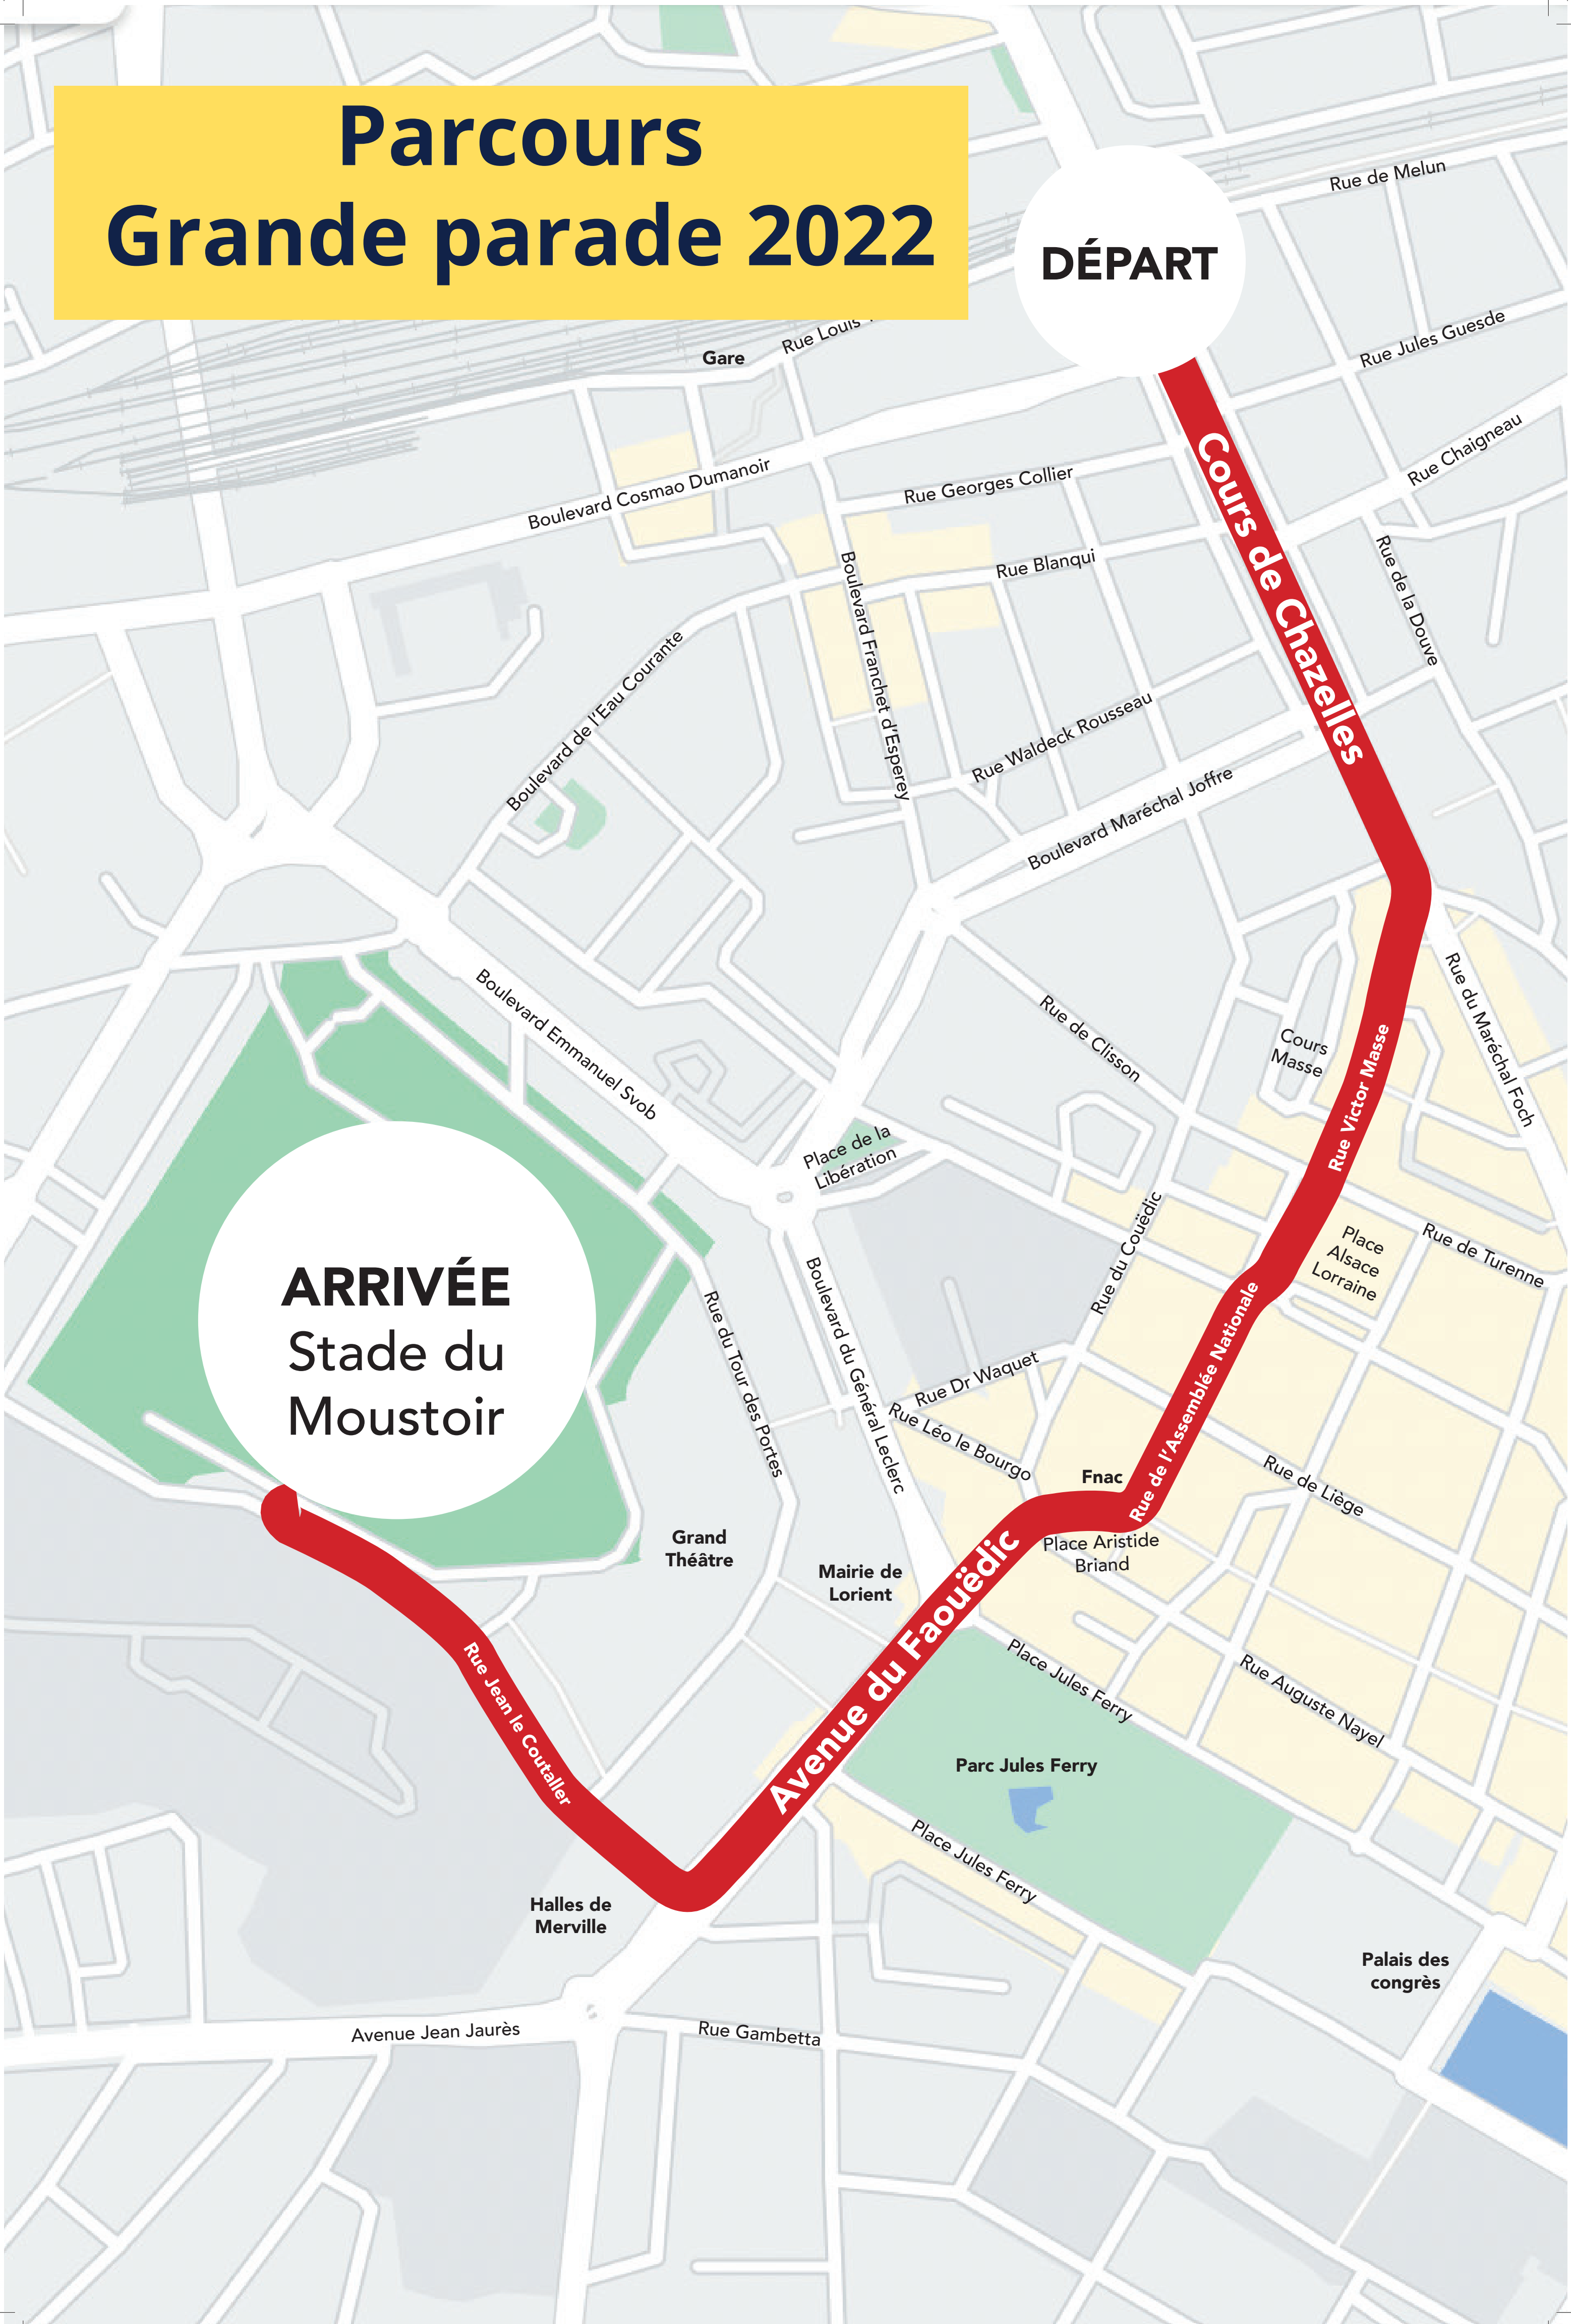 Parcours
Grande parade 2022
DÉPART
Rue de Melun
Rue Jules Guesde
Rue Louis
Gare
Rue Chaigneau
Boulevard Cosmao Dumanoir
Rue Georges Collier
Cours de Chazelles
Rue Blanqui
Rue de la Douve
Boulevard Franchet d'Esperey
Boulevard de l'Eau Courante
Rue Waldeck Rousseau
Boulevard Maréchal Joffre
Boulevard Emmanuel Svob
Rue de Clisson
Cours
Masse
Rue Victor Masse
Rue du Maréchal Foch
Place de la
Libération
ARRIVÉE
Stade du
Moustoir
Rue du Couëdic
Place
Alsace
Lorraine
Rue de Turenne
Rue du Tour des Portes
Boulevard du Général Leclerc
Rue Dr Waquet
Rue Léo le Bourgo
Rue de l'Assemblée Nationale
Fnac
Rue de Liège
Grand
Théâtre
Mairie de
Lorient
Place Aristide
Briand
Avenue du Faouëdic
Rue Jean le Coutaller
Place Jules Ferry
Rue Auguste Nayel
Parc Jules Ferry
Place Jules Ferry
Halles de
Merville
Palais des
congrès
Avenue Jean Jaurès
Rue Gambetta